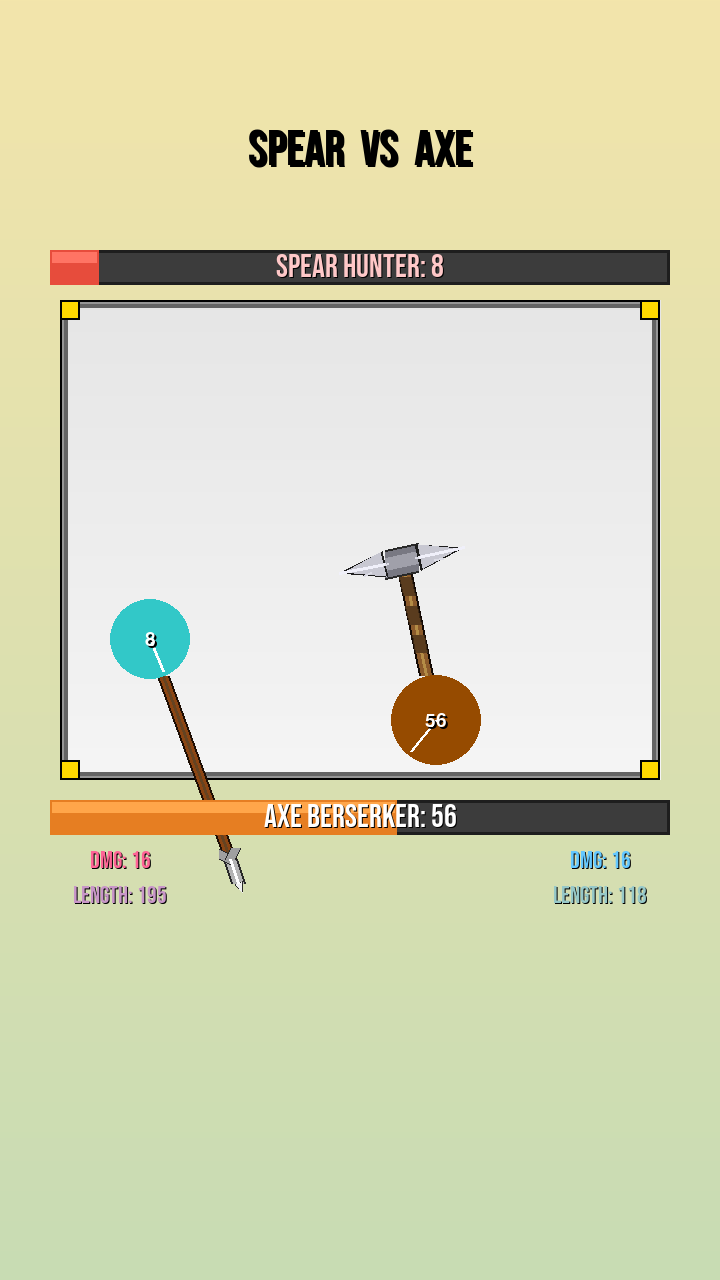 SPEAR VS AXE
SPEAR HUNTER: 8
8
56
AXE BERSERKER: 56
DMG: 16
DMG: 16
LENGTH: 195
LENGTH: 118